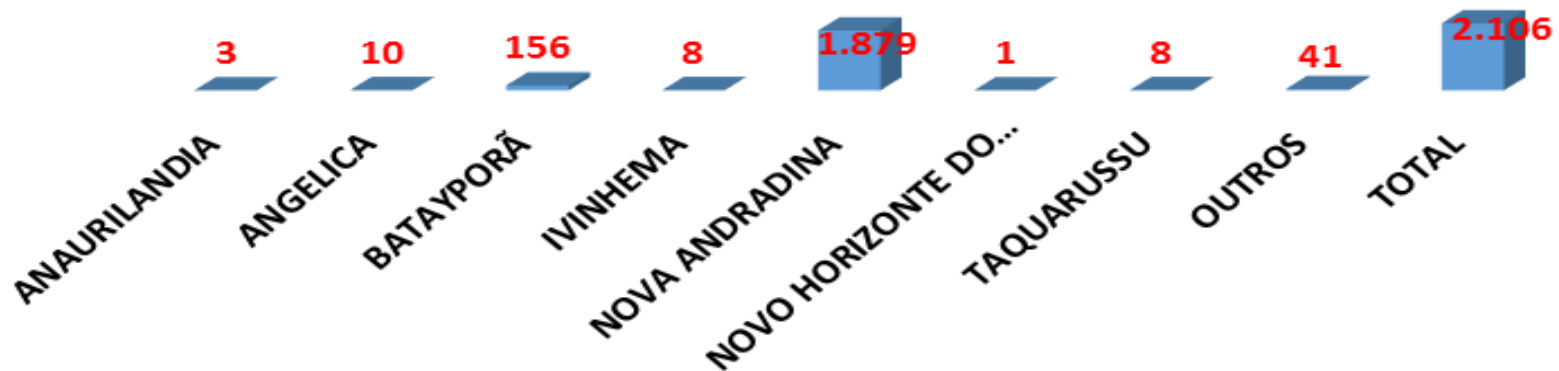 3
10
156
8
1.879
1
8
41
2.106
ANAURILANDIA
ANGELICA
BATAYPORÃ
IVINHEMA
NOVA ANDRADINA
NOVO HORIZONTE DO...
TAQUARUSSU
OUTROS
TOTAL